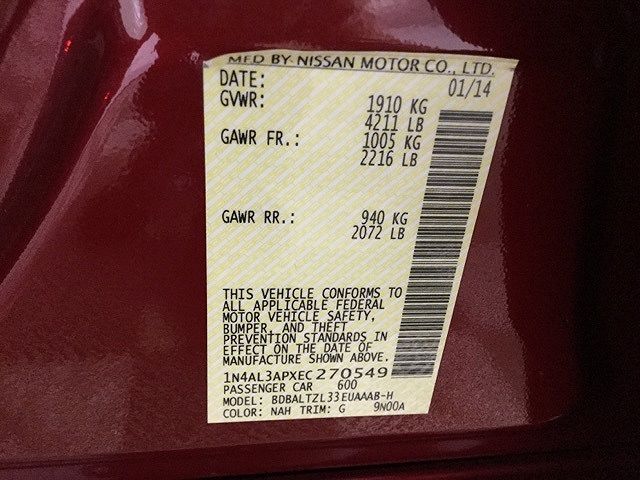 MFD BY NISSAN MOTOR CO., LTD.
DATE: 01/14
GVWR: 1910 KG
4211 LB
GAWR FR.: 1005 KG
2216 LB
GAWR RR.: 940 KG
2072 LB
THIS VEHICLE CONFORMS TO
ALL APPLICABLE FEDERAL
MOTOR VEHICLE SAFETY,
BUMPER, AND THEFT
PREVENTION STANDARDS IN
EFFECT ON THE DATE OF
MANUFACTURE SHOWN ABOVE.
1N4AL3APXEC270549
PASSENGER CAR 600
MODEL: BDBALTZL33EUAAAB-H
COLOR: NAH TRIM: G 9N00A